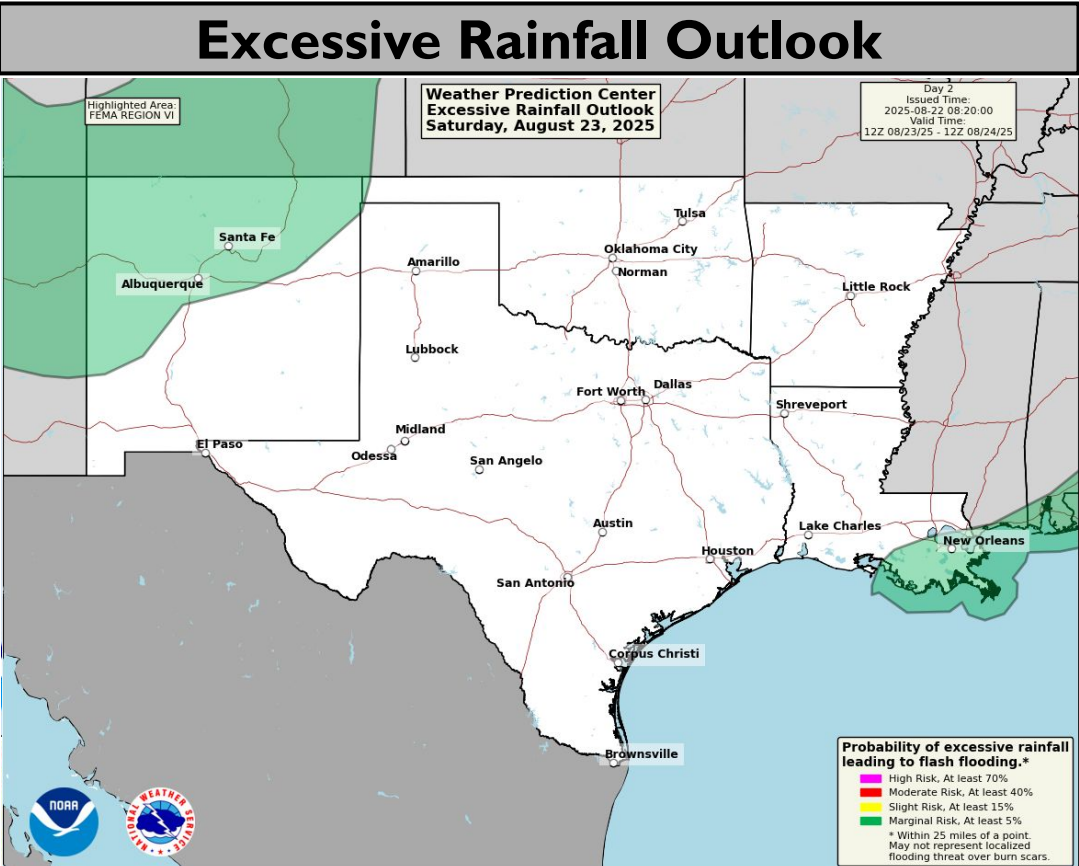 Excessive Rainfall Outlook
Highlighted Area:
FEMA REGION VI
Weather Prediction Center
Excessive Rainfall Outlook
Saturday, August 23, 2025
Day 2
Issued Time:
2025-08-22 08:20:00
Valid Time:
12Z 08/23/25 - 12Z 08/24/25
Tulsa
Santa Fe
Oklahoma City
Amarillo
Norman
Albuquerque
Little Rock
Lubbock
Fort Worth
Dallas
Shreveport
Midland
El Paso
Odessa
San Angelo
Austin
Lake Charles
New Orleans
Houston
San Antonio
Corpus Christi
Brownsville
Probability of excessive rainfall
leading to flash flooding.*
High Risk, At least 70%
Moderate Risk, At least 40%
Slight Risk, At least 15%
Marginal Risk, At least 5%
* Within 25 miles of a point.
May not represent localized
flooding threat over burn scars.
NOAA
NATIONAL WEATHER SERVICE